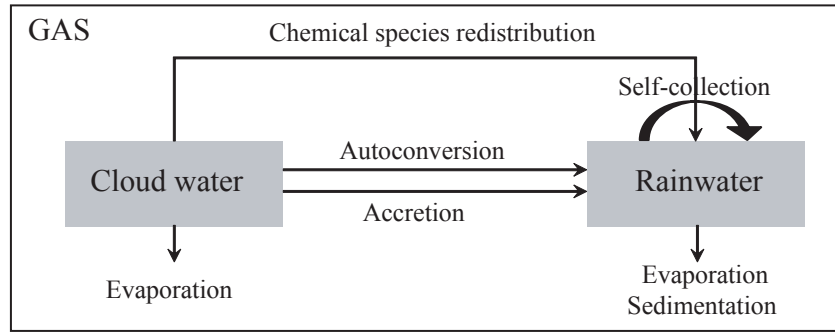 GAS
Chemical species redistribution
Self-collection
Autoconversion
Cloud water
Rainwater
Accretion
Evaporation
Evaporation
Sedimentation